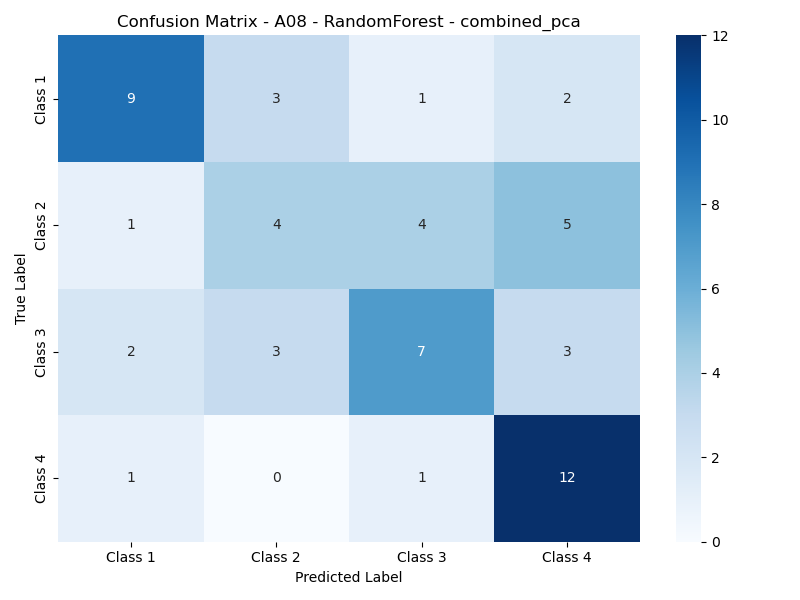 Confusion Matrix - A08 - RandomForest - combined_pca
True Label
Class 1
9 3 1 2
Class 2
1 4 4 5
Class 3
2 3 7 3
Class 4
1 0 1 12
Class 1 Class 2 Class 3 Class 4
Predicted Label
12
10
8
6
4
2
0